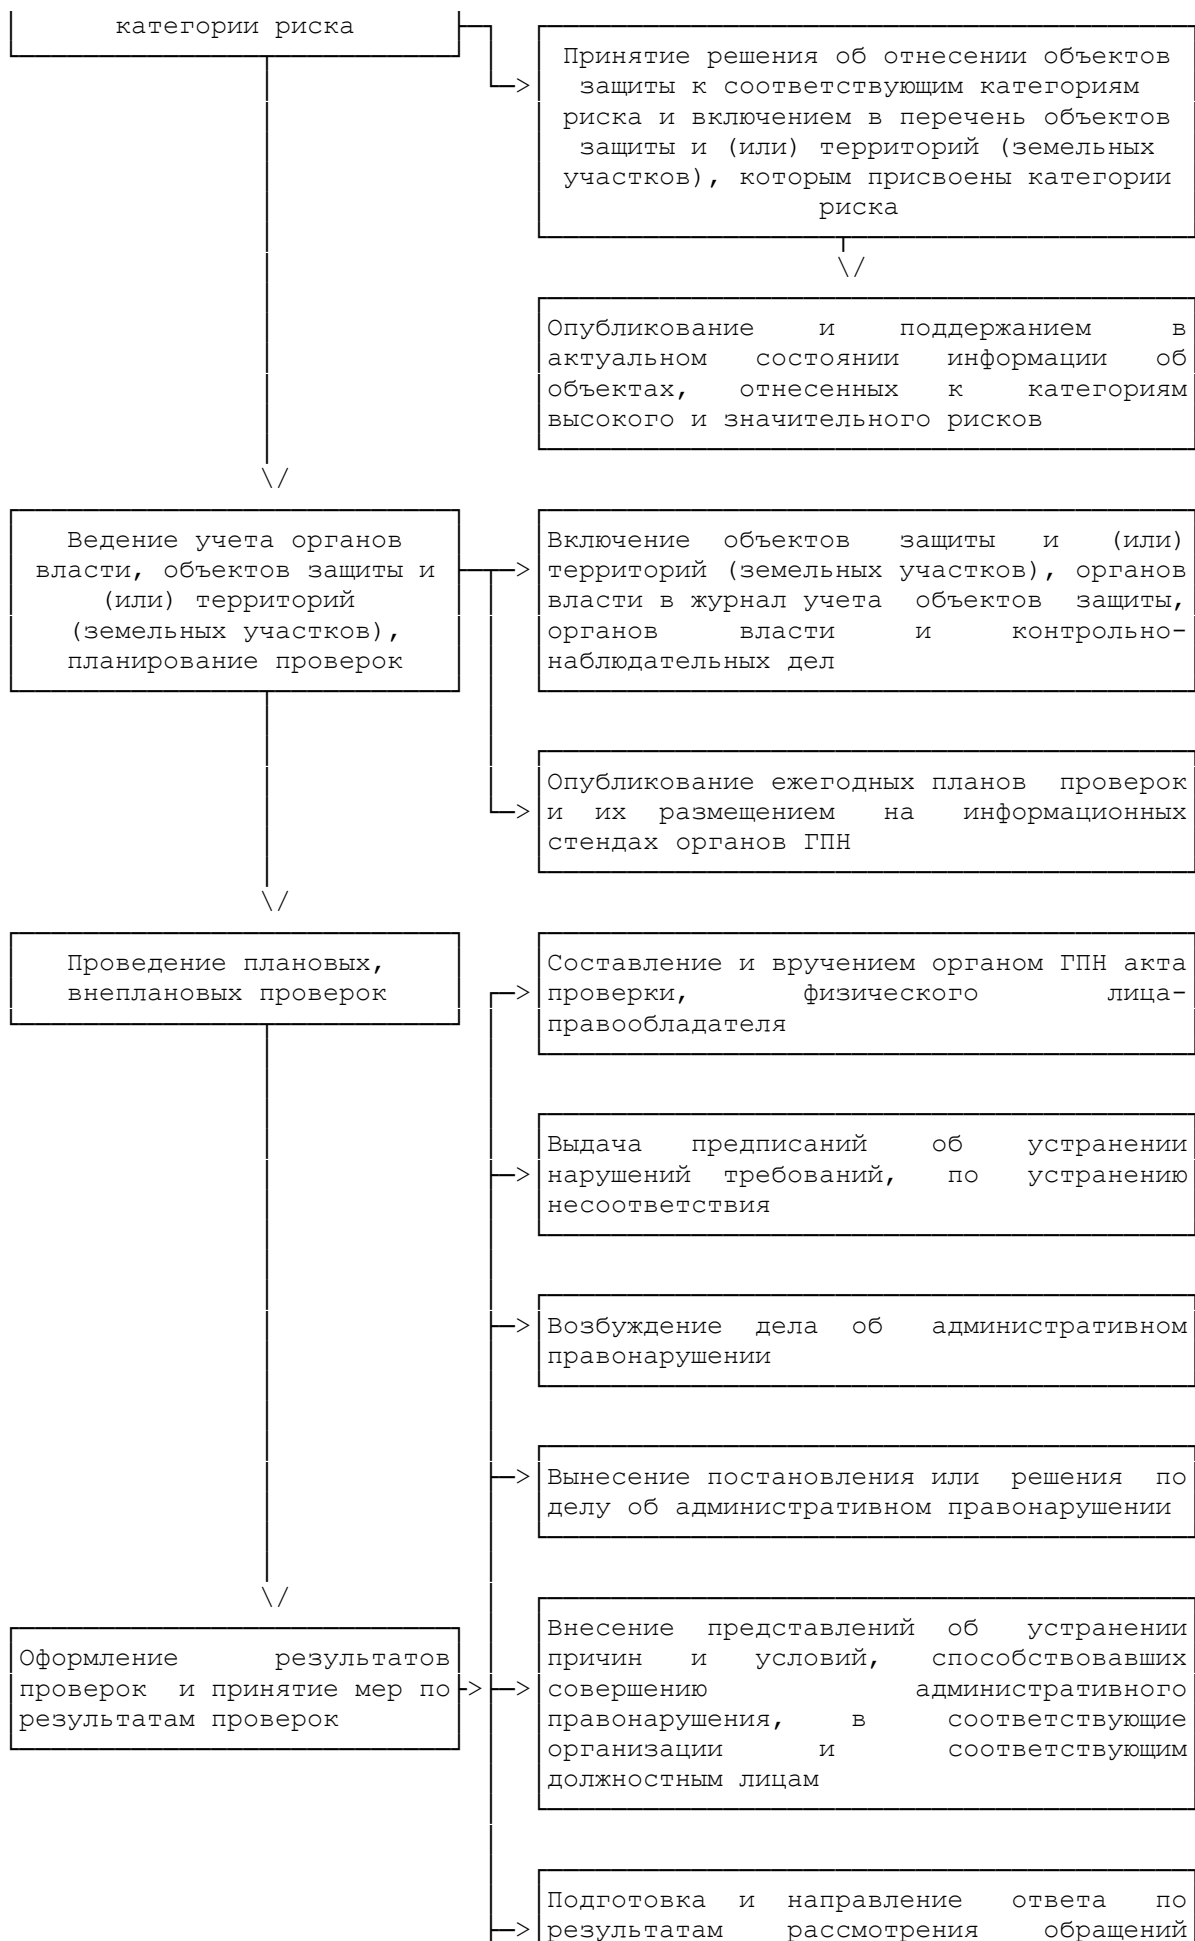 категории риска
Принятие решения об отнесении объектов
защиты к соответствующим категориям
риска и включением в перечень объектов
защиты и (или) территорий (земельных
участков), которым присвоены категории
риска
Опубликование и поддержанием в
актуальном состоянии информации об
объектах, отнесенных к категориям
высокого и значительного рисков
Ведение учета органов
власти, объектов защиты и
(или) территорий
(земельных участков),
планирование проверок
Включение объектов защиты и (или)
территорий (земельных участков), органов
власти в журнал учета объектов защиты,
органов власти и контрольно-
наблюдательных дел
Опубликование ежегодных планов проверок
и их размещением на информационных
стендах органов ГПН
Проведение плановых,
внеплановых проверок
Составление и вручением органом ГПН акта
проверки, физического лица-
правообладателя
Выдача предписаний об устранении
нарушений требований, по устранению
несоответствия
Возбуждение дела об административном
правонарушении
Вынесение постановления или решения по
делу об административном правонарушении
Оформление результатов
проверок и принятие мер по
результатам проверок
Внесение представлений об устранении
причин и условий, способствовавших
совершению административного
правонарушения, в соответствующие
организации и соответствующим
должностным лицам
Подготовка и направление ответа по
результатам рассмотрения обращений